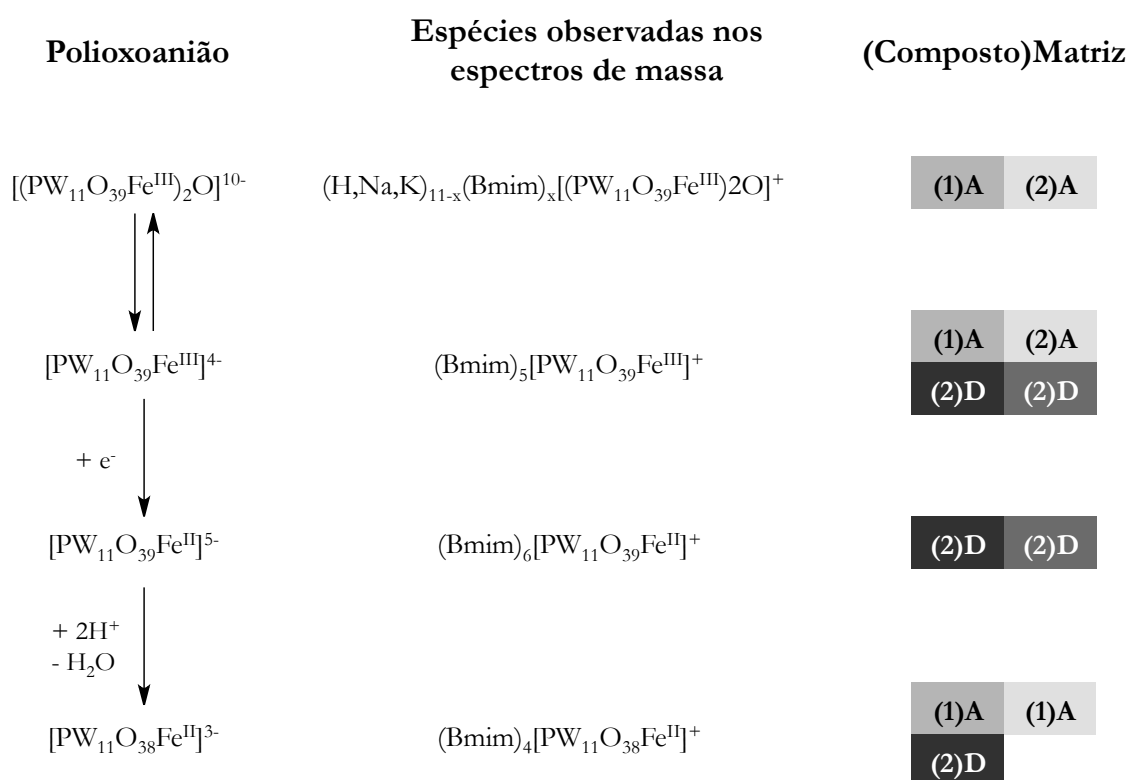 Polioxoanião
Espécies observadas nos
espectros de massa
(Composto)Matriz
[(PW₁₁O₃₉Feᴵᴵᴵ)₂O]¹⁰⁻
(H,Na,K)₁₁₋ₓ(Bmim)ₓ[(PW₁₁O₃₉Feᴵᴵᴵ)2O]⁺
(1)A (2)A
[PW₁₁O₃₉Feᴵᴵᴵ]⁴⁻
(Bmim)₅[PW₁₁O₃₉Feᴵᴵᴵ]⁺
(1)A (2)A
(2)D (2)D
+ e⁻
[PW₁₁O₃₉Feᴵᴵ]⁵⁻
(Bmim)₆[PW₁₁O₃₉Feᴵᴵ]⁺
(2)D (2)D
+ 2H⁺
- H₂O
[PW₁₁O₃₈Feᴵᴵ]³⁻
(Bmim)₄[PW₁₁O₃₈Feᴵᴵ]⁺
(1)A (1)A
(2)D